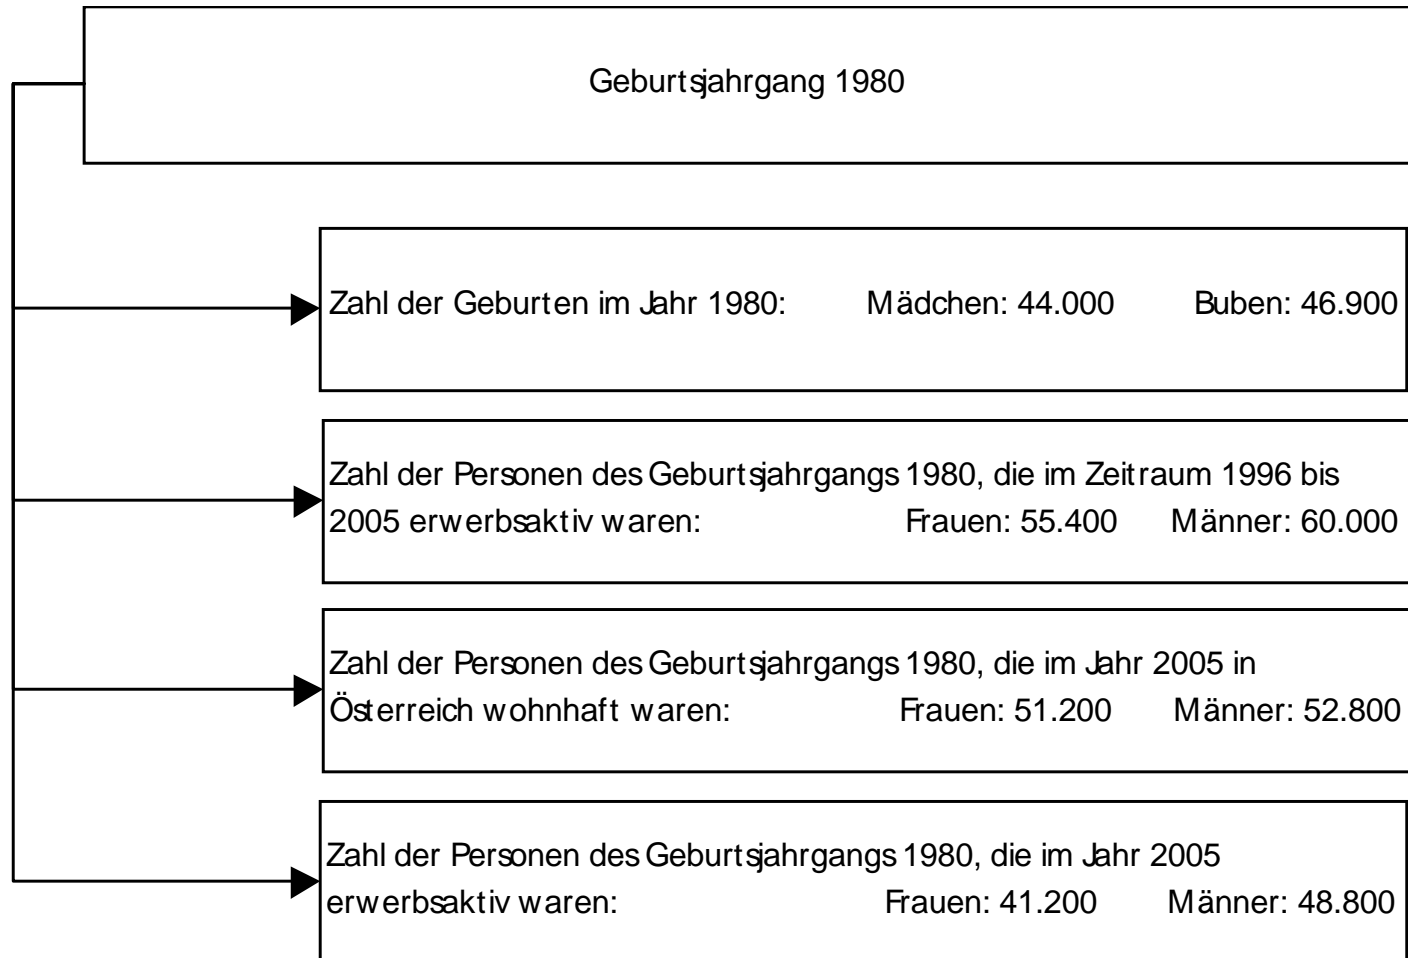 Geburtsjahrgang 1980
Zahl der Geburten im Jahr 1980: Mädchen: 44.000 Buben: 46.900
Zahl der Personen des Geburtsjahrgangs 1980, die im Zeitraum 1996 bis
2005 erwerbsaktiv waren: Frauen: 55.400 Männer: 60.000
Zahl der Personen des Geburtsjahrgangs 1980, die im Jahr 2005 in
Österreich wohnhaft waren: Frauen: 51.200 Männer: 52.800
Zahl der Personen des Geburtsjahrgangs 1980, die im Jahr 2005
erwerbsaktiv waren: Frauen: 41.200 Männer: 48.800